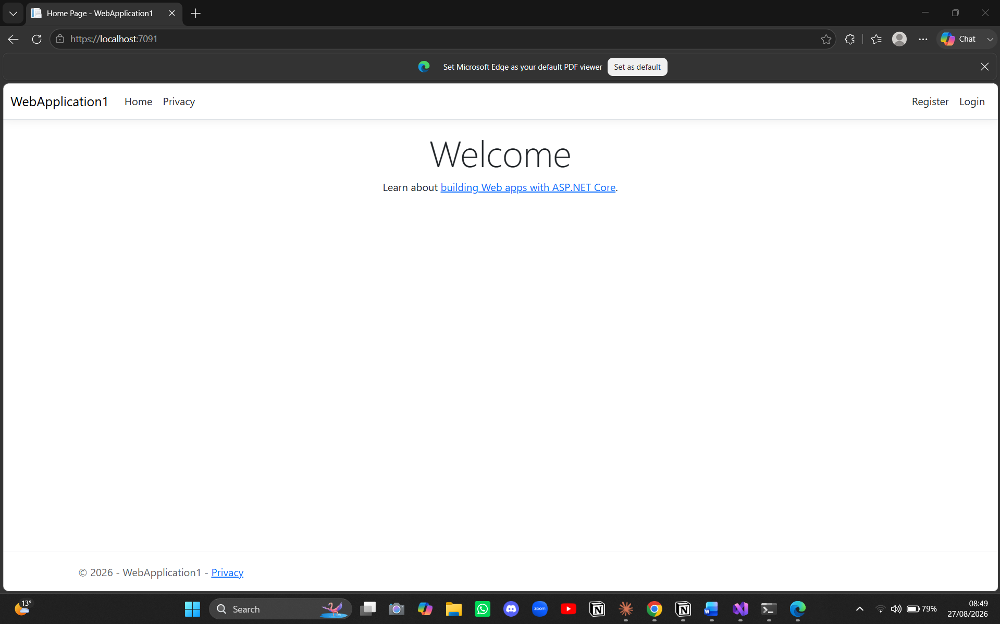 Home Page - WebApplication1
https://localhost:7091
Chat
Set Microsoft Edge as your default PDF viewer
Set as default
WebApplication1
Home
Privacy
Register
Login
Welcome
Learn about building Web apps with ASP.NET Core.
© 2026 - WebApplication1 - Privacy
13°
Search
zoom
79%
08:49
27/08/2026